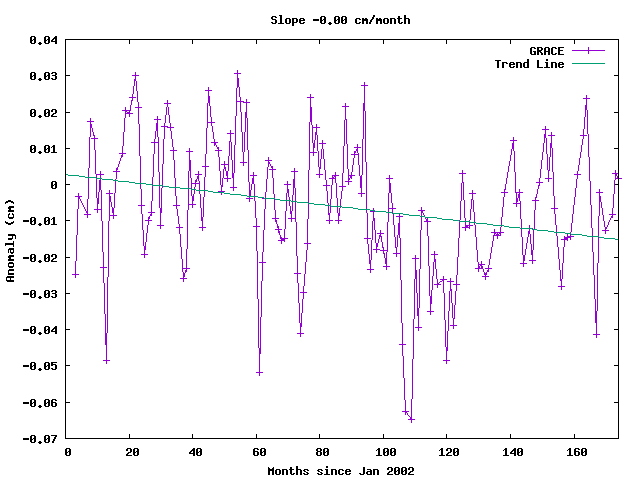 Slope -0.00 cm/month
0.04
0.03
0.02
0.01
0
-0.01
-0.02
-0.03
-0.04
-0.05
-0.06
-0.07
Anomaly (cm)
GRACE
Trend Line
0 20 40 60 80 100 120 140 160
Months since Jan 2002